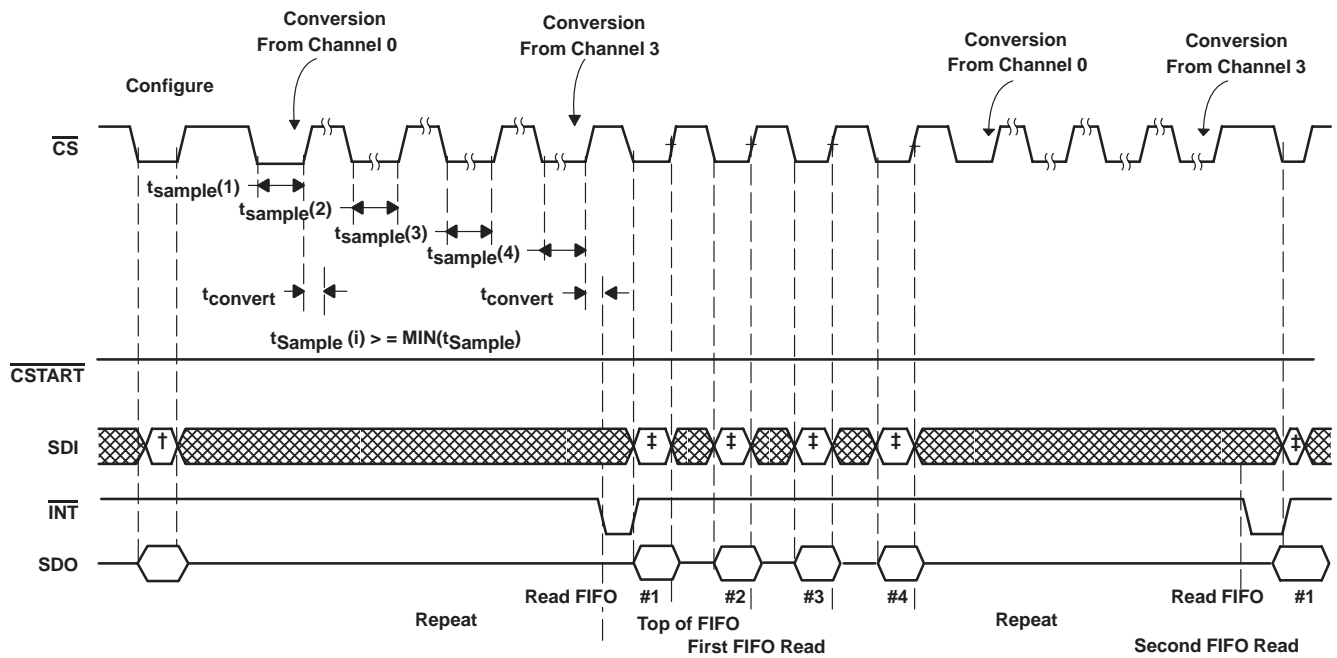 Conversion
From Channel 0
Conversion
From Channel 3
Conversion
From Channel 0
Conversion
From Channel 3
Configure
CS
tsample(1)
tsample(2)
tsample(3)
tsample(4)
tconvert
tconvert
tSample (i) > = MIN(tSample)
CSTART
SDI
†
‡
‡
‡
‡
‡
INT
SDO
Read FIFO
#1
#2
#3
#4
Read FIFO
#1
Repeat
Top of FIFO
Repeat
First FIFO Read
Second FIFO Read